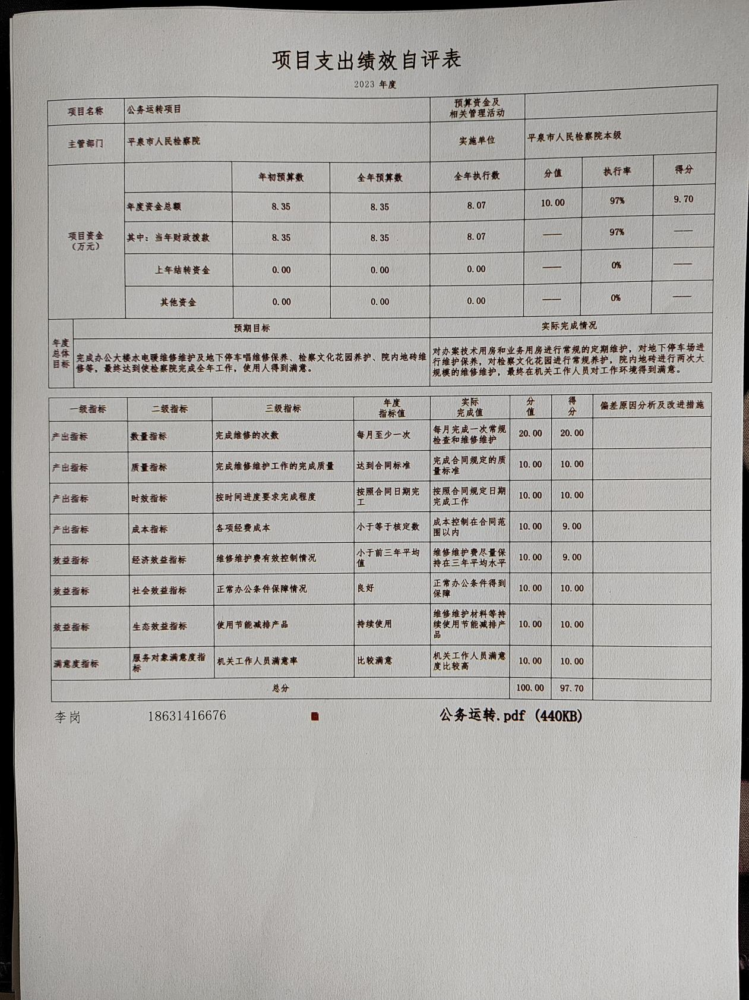 项目支出绩效自评表
2023 年度
项目名称 公务运转项目 预算资金及
相关管理活动
主管部门 平泉市人民检察院 实施单位 平泉市人民检察院本级
项目资金
(万元)
年初预算数 全年预算数 全年执行数 分值 执行率 得分
年度资金总额 8.35 8.35 8.07 10.00 97% 9.70
其中：当年财政拨款 8.35 8.35 8.07 —— 97% ——
上年结转资金 0.00 0.00 0.00 —— 0% ——
其他资金 0.00 0.00 0.00 —— 0% ——
年度
总体
目标
预期目标 实际完成情况
完成办公大楼水电暖维修维护及地下停车唱维修保养、检察文化花园养护、院内地砖维
修等，最终达到使检察院完成全年工作，使用人得到满意。
对办案技术用房和业务用房进行常规的定期维护，对地下停车场进
行维护保养，对检察文化花园进行常规养护，院内地砖进行两次大
规模的维修维护，最终在机关工作人员对工作环境得到满意。
一级指标 二级指标 三级指标 年度
指标值 实际
完成值 分
值 得
分 偏差原因分析及改进措施
产出指标 数量指标 完成维修的次数 每月至少一次 每月完成一次常规
检查和维修维护 20.00 20.00
产出指标 质量指标 完成维修维护工作的完成质量 达到合同标准 完成合同规定的质
量标准 10.00 10.00
产出指标 时效指标 按时间进度要求完成程度 按照合同日期完
工 按照合同规定日期
完成工作 10.00 10.00
产出指标 成本指标 各项经费成本 小于等于核定数 成本控制在合同范
围以内 10.00 9.00
效益指标 经济效益指标 维修维护费有效控制情况 小于前三年平均
值 维修维护费尽量保
持在三年平均水平 10.00 9.00
效益指标 社会效益指标 正常办公条件保障情况 良好 正常办公条件得到
保障 10.00 10.00
效益指标 生态效益指标 使用节能减排产品 持续使用 维修维护材料等持
续使用节能减排产
品 10.00 10.00
满意度指标 服务对象满意度指
标 机关工作人员满意率 比较满意 机关工作人员满意
度比较高 10.00 10.00
总分 100.00 97.70
李岗 18631416676 公务运转.pdf (440KB)